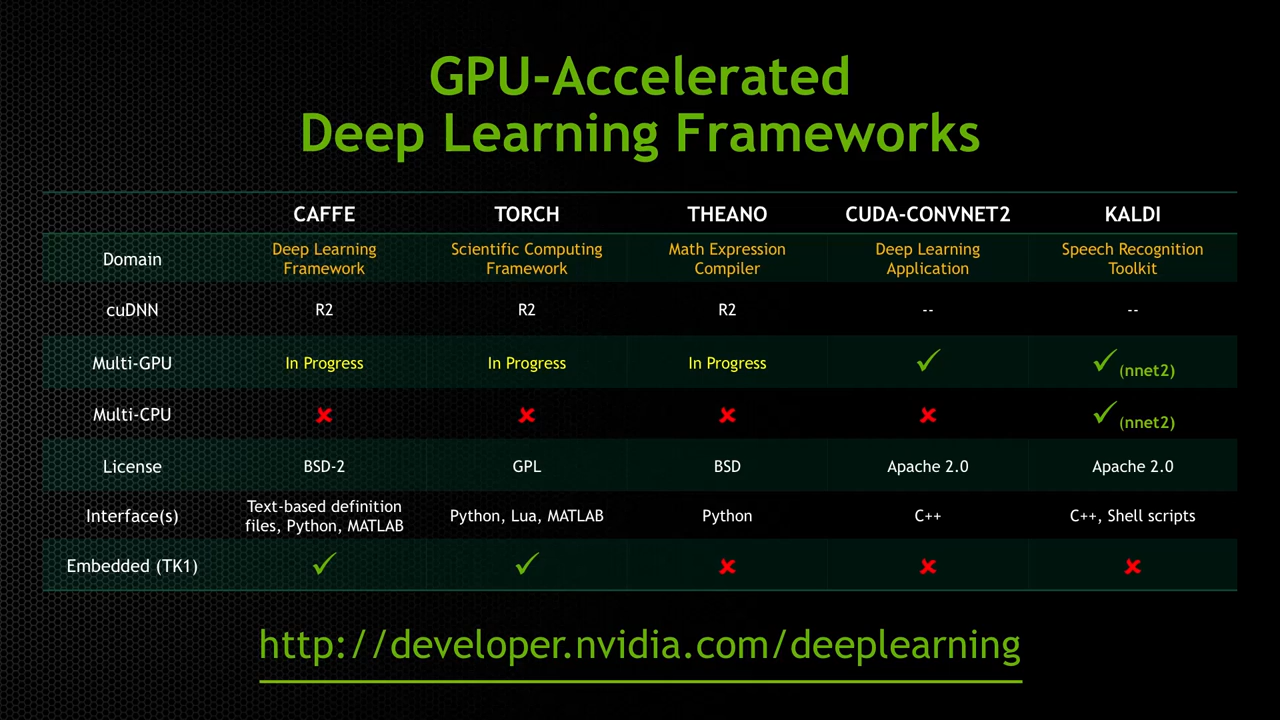 GPU-Accelerated
Deep Learning Frameworks
CAFFE TORCH THEANO CUDA-CONVNET2 KALDI
Domain Deep Learning Framework Scientific Computing Framework Math Expression Compiler Deep Learning Application Speech Recognition Toolkit
cuDNN R2 R2 R2 -- --
Multi-GPU In Progress In Progress In Progress ✓ ✓ (nnet2)
Multi-CPU ✘ ✘ ✘ ✘ ✓ (nnet2)
License BSD-2 GPL BSD Apache 2.0 Apache 2.0
Interface(s) Text-based definition files, Python, MATLAB Python, Lua, MATLAB Python C++ C++, Shell scripts
Embedded (TK1) ✓ ✓ ✘ ✘ ✘
http://developer.nvidia.com/deeplearning